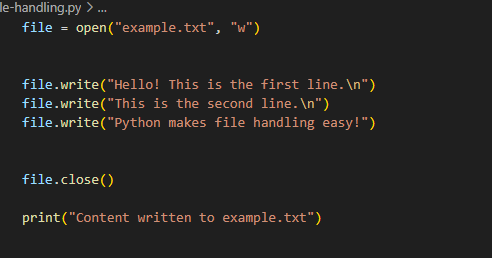 le-handling.py > ...
file = open("example.txt", "w")
file.write("Hello! This is the first line.\n")
file.write("This is the second line.\n")
file.write("Python makes file handling easy!")
file.close()
print("Content written to example.txt")